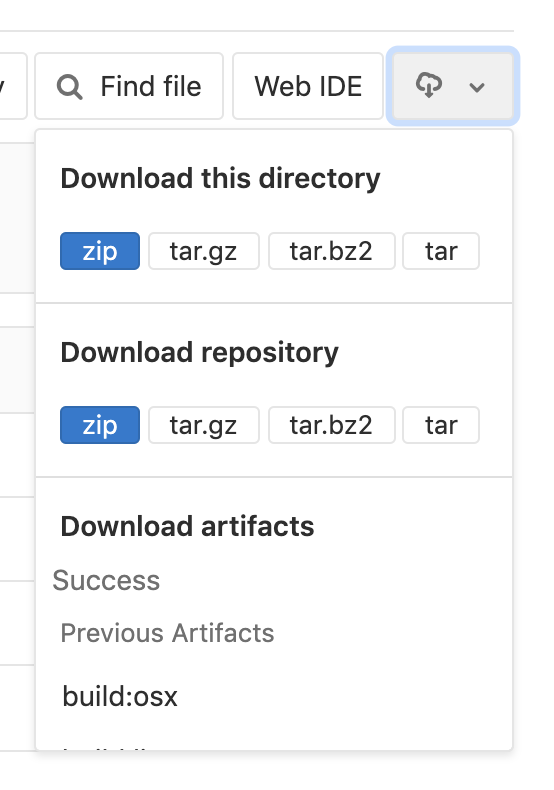 Find file
Web IDE
Download this directory
zip tar.gz tar.bz2 tar
Download repository
zip tar.gz tar.bz2 tar
Download artifacts
Success
Previous Artifacts
build:osx